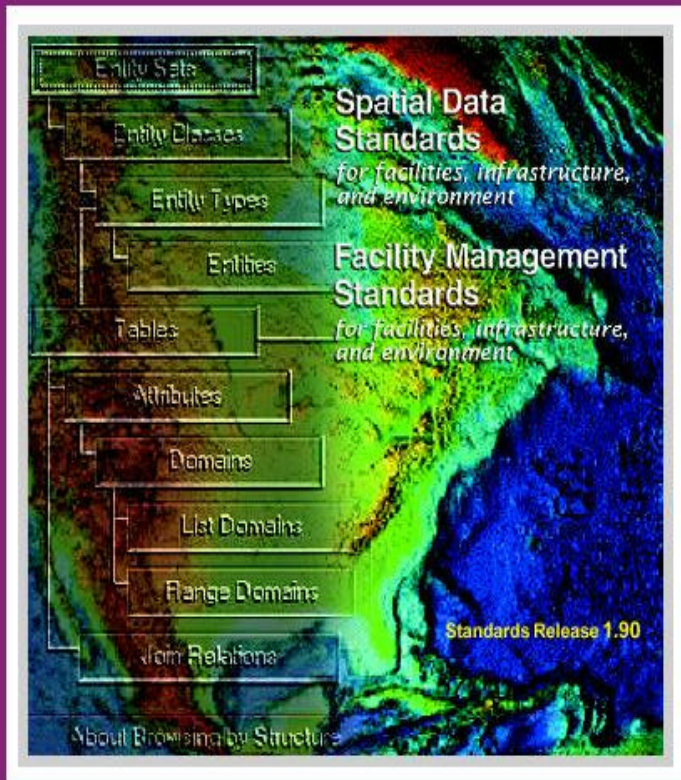 Entity Sets
Entity Classes
Entity Types
Entities
Tables
Attributes
Domains
List Domains
Range Domains
Join Relations
About Browsing by Structure
Spatial Data
Standards
for facilities, infrastructure,
and environment
Facility Management
Standards
for facilities, infrastructure,
and environment
Standards Release 1.90